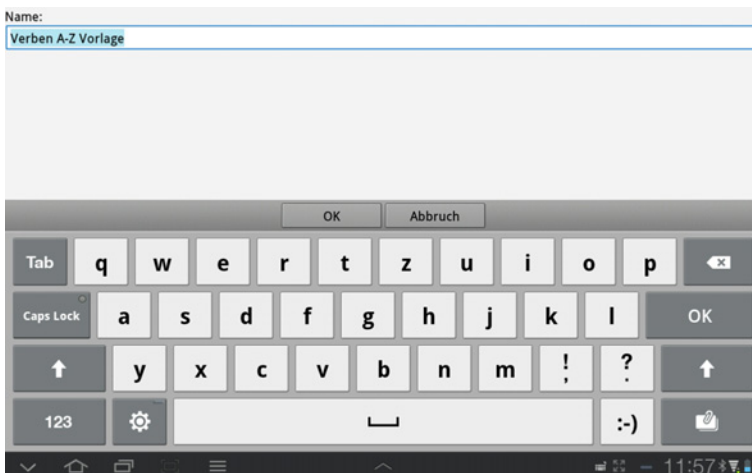 Name:
Verben A-Z Vorlage
OK Abbruch
Tab q w e r t z u i o p
Caps Lock a s d f g h j k l OK
y x c v b n m ! , ? .
123 :-)
11:57